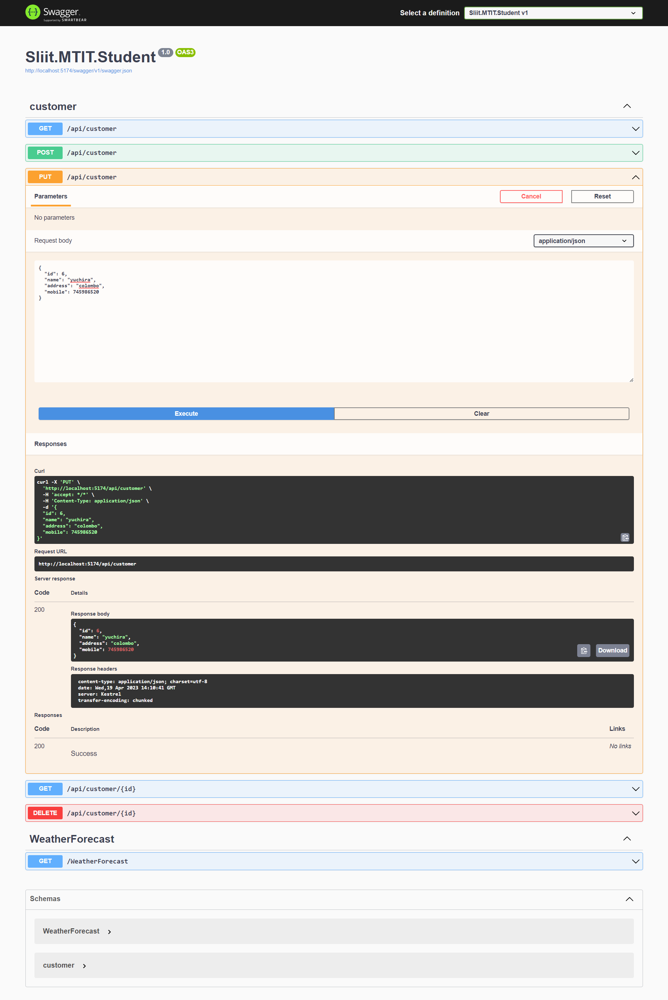 Swagger
Supported by SMARTBEAR
Select a definition
Sliit.MTIT.Student v1
Sliit.MTIT.Student 1.0 OAS3
http://localhost:5174/swagger/v1/swagger.json
customer
GET /api/customer
POST /api/customer
PUT /api/customer
Parameters
Cancel
Reset
No parameters
Request body
application/json
{
  "id": 6,
  "name": "yuchira",
  "address": "colombo",
  "mobile": 745986520
}
Execute
Clear
Responses
Curl
curl -X 'PUT' \
  'http://localhost:5174/api/customer' \
  -H 'accept: */*' \
  -H 'Content-Type: application/json' \
  -d '{
  "id": 6,
  "name": "yuchira",
  "address": "colombo",
  "mobile": 745986520
}'
Request URL
http://localhost:5174/api/customer
Server response
Code Details
200
Response body
{
  "id": 6,
  "name": "yuchira",
  "address": "colombo",
  "mobile": 745986520
}
Download
Response headers
content-type: application/json; charset=utf-8
date: Wed,19 Apr 2023 14:10:41 GMT
server: Kestrel
transfer-encoding: chunked
Responses
Code Description Links
200 Success No links
GET /api/customer/{id}
DELETE /api/customer/{id}
WeatherForecast
GET /WeatherForecast
Schemas
WeatherForecast
customer